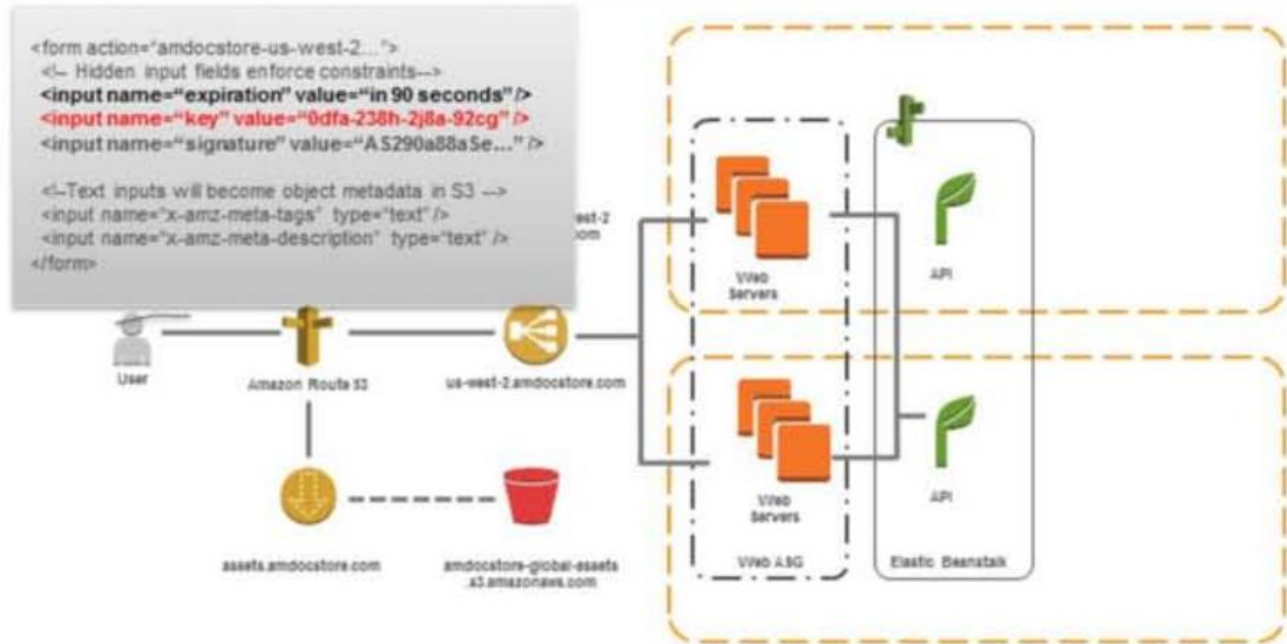 <form action="amdocstore-us-west-2...">
<!-- Hidden input fields enforce constraints-->
<input name="expiration" value="in 90 seconds"/>
<input name="key" value="0dfa-238h-2j8a-92cg" />
<input name="signature" value="AS290a88a5e..." />
<!--Text inputs will become object metadata in S3 -->
<input name="x-amz-meta-tags" type="text" />
<input name="x-amz-meta-description" type="text" />
</form>
est-2
om
Web
Servers
API
User
Amazon Route 53
us-west-2.amdocstore.com
Web
Servers
API
assets.amdocstore.com
amdocstore-global-assets
.s3.amazonaws.com
Web ASG
Elastic Beanstalk